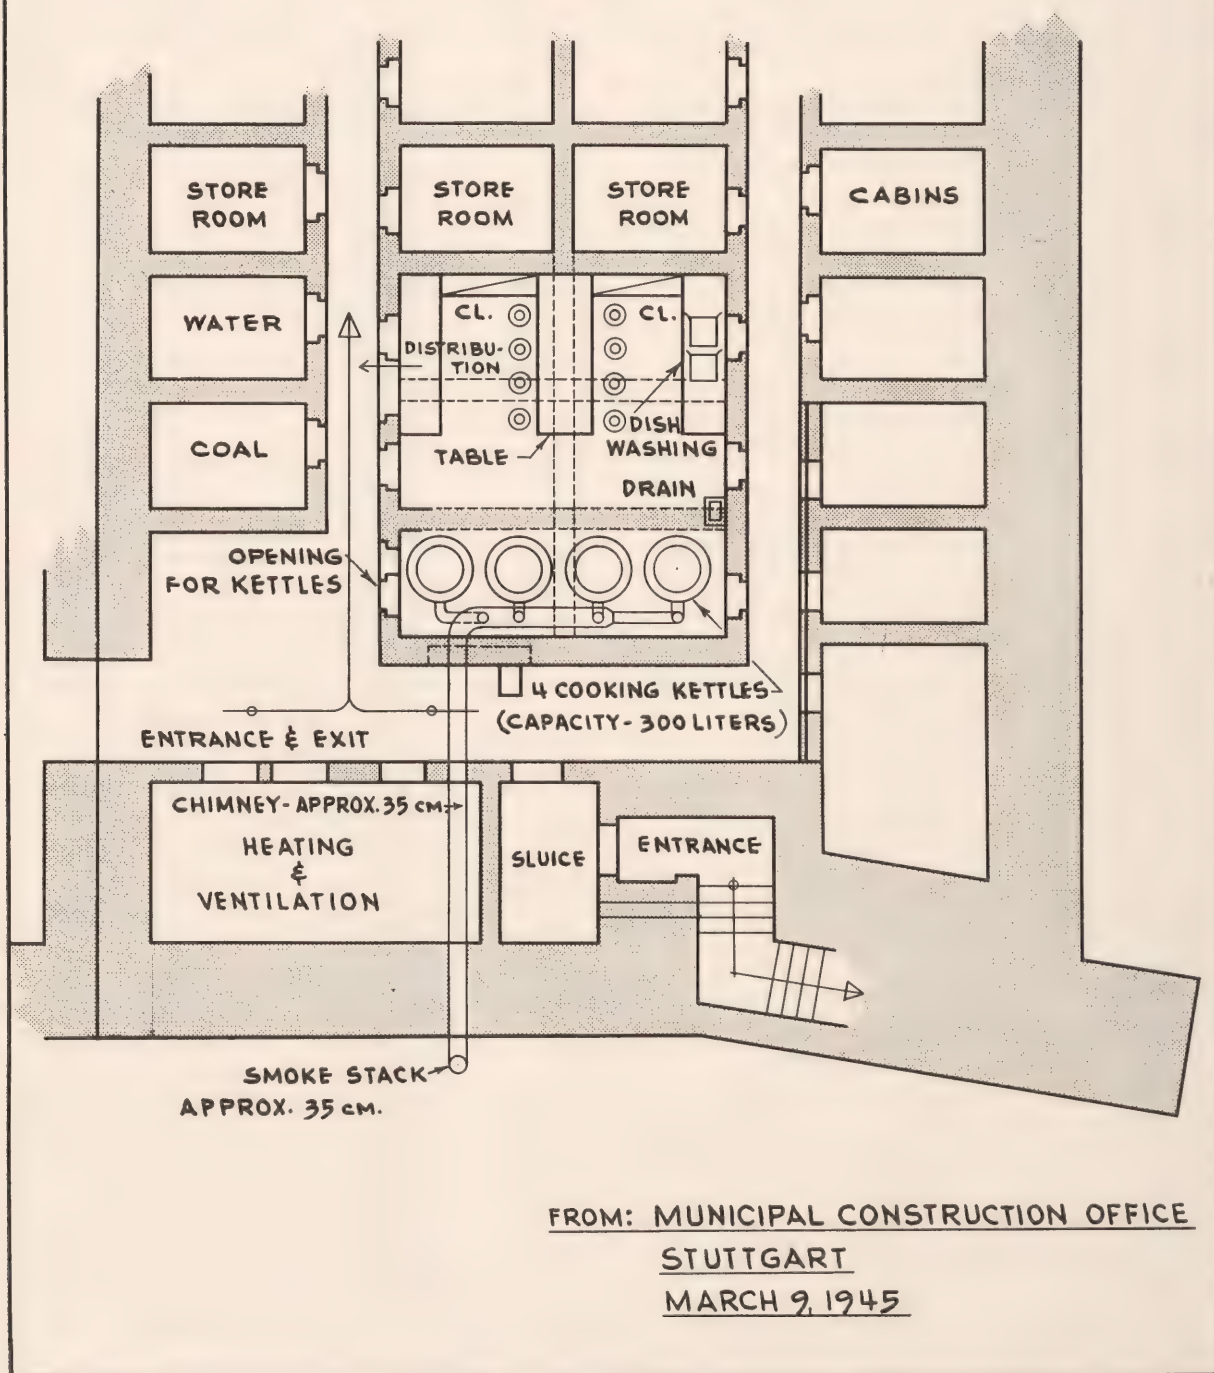 STORE
ROOM
STORE
ROOM
STORE
ROOM
CABINS
WATER
CL.
CL.
DISTRIBU-
TION
COAL
TABLE
DISH
WASHING
DRAIN
OPENING
FOR KETTLES
4 COOKING KETTLES
(CAPACITY - 300 LITERS)
ENTRANCE & EXIT
CHIMNEY - APPROX. 35 CM.
HEATING
&
VENTILATION
SLUICE
ENTRANCE
SMOKE STACK
APPROX. 35 CM.
FROM: MUNICIPAL CONSTRUCTION OFFICE
STUTTGART
MARCH 9, 1945